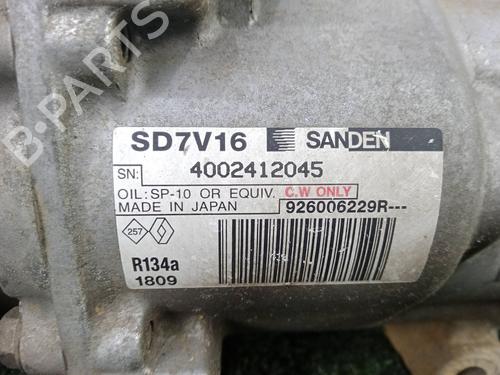 SD7V16 SANDEN
SN: 4002412045
OIL: SP-10 OR EQUIV. C.W ONLY
MADE IN JAPAN 926006229R---
257
R134a
1809
B-PARTS